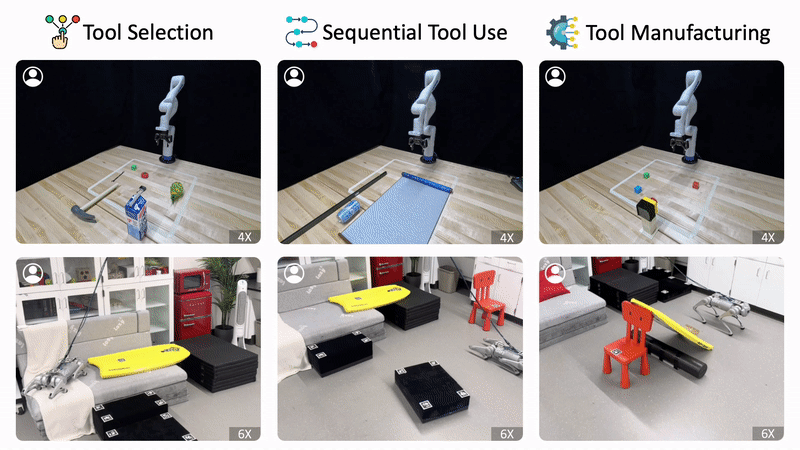 Tool Selection
Sequential Tool Use
Tool Manufacturing
4X
4X
4X
6X
6X
6X